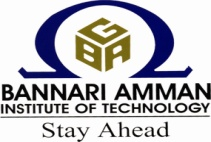 G
B A
BANNARI AMMAN
INSTITUTE OF TECHNOLOGY
Stay Ahead